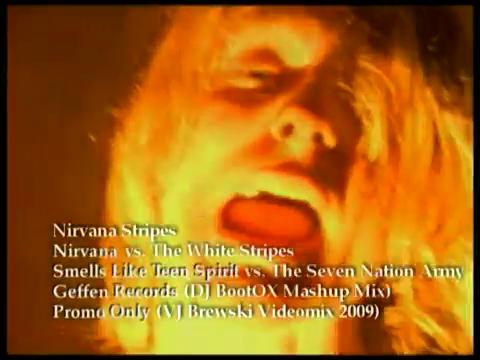 Nirvana Stripes
Nirvana vs. The White Stripes
Smells Like Teen Spirit vs. The Seven Nation Army
Geffen Records (DJ BootOX Mashup Mix)
Promo Only (VJ Brewski Videomix 2009)